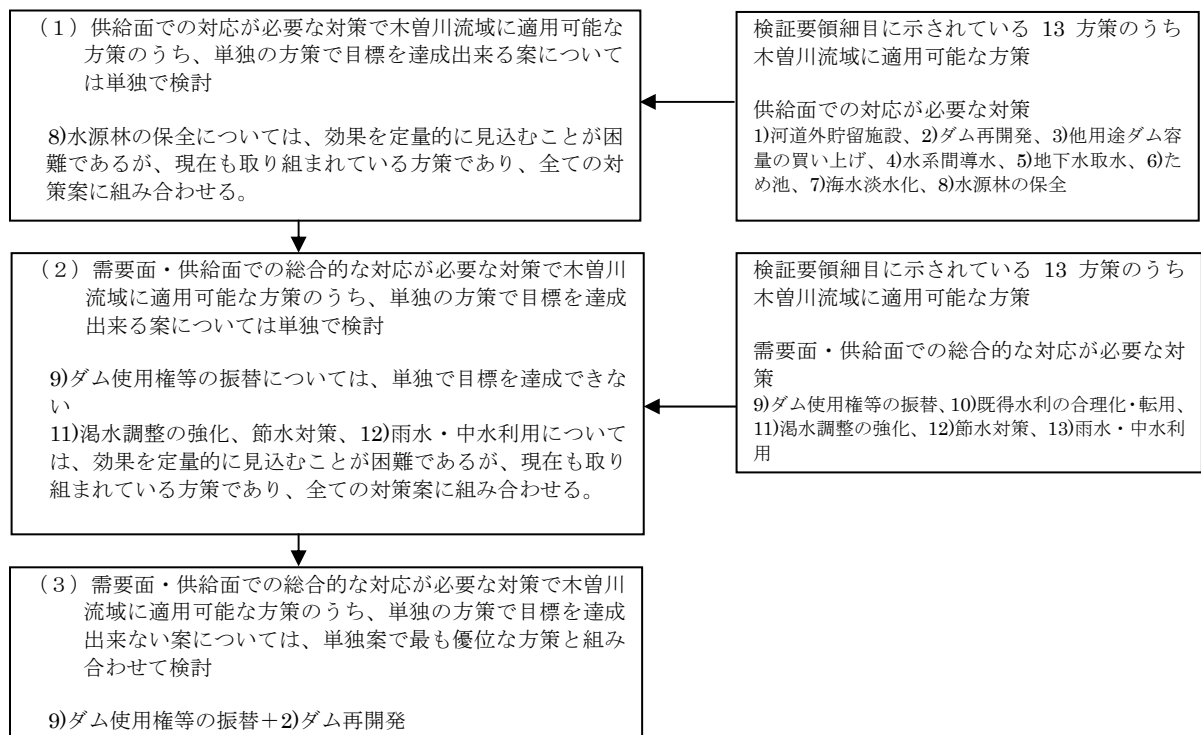 （１）供給面での対応が必要な対策で木曽川流域に適用可能な
方策のうち、単独の方策で目標を達成出来る案について
は単独で検討
8)水源林の保全については、効果を定量的に見込むことが困
難であるが、現在も取り組まれている方策であり、全ての対
策案に組み合わせる。
検証要領細目に示されている 13 方策のうち
木曽川流域に適用可能な方策
供給面での対応が必要な対策
1)河道外貯留施設、2)ダム再開発、3)他用途ダム容
量の買い上げ、4)水系間導水、5)地下水取水、6)た
め池、7)海水淡水化、8)水源林の保全
（２）需要面・供給面での総合的な対応が必要な対策で木曽川
流域に適用可能な方策のうち、単独の方策で目標を達成
出来る案については単独で検討
9)ダム使用権等の振替については、単独で目標を達成できな
い
11)渇水調整の強化、節水対策、12)雨水・中水利用について
は、効果を定量的に見込むことが困難であるが、現在も取り
組まれている方策であり、全ての対策案に組み合わせる。
検証要領細目に示されている 13 方策のうち
木曽川流域に適用可能な方策
需要面・供給面での総合的な対応が必要な対
策
9)ダム使用権等の振替、10)既得水利の合理化・転用、
11)渇水調整の強化、12)節水対策、13)雨水・中水利
用
（３）需要面・供給面での総合的な対応が必要な対策で木曽川
流域に適用可能な方策のうち、単独の方策で目標を達成
出来ない案については、単独案で最も優位な方策と組み
合わせて検討
9)ダム使用権等の振替＋2)ダム再開発